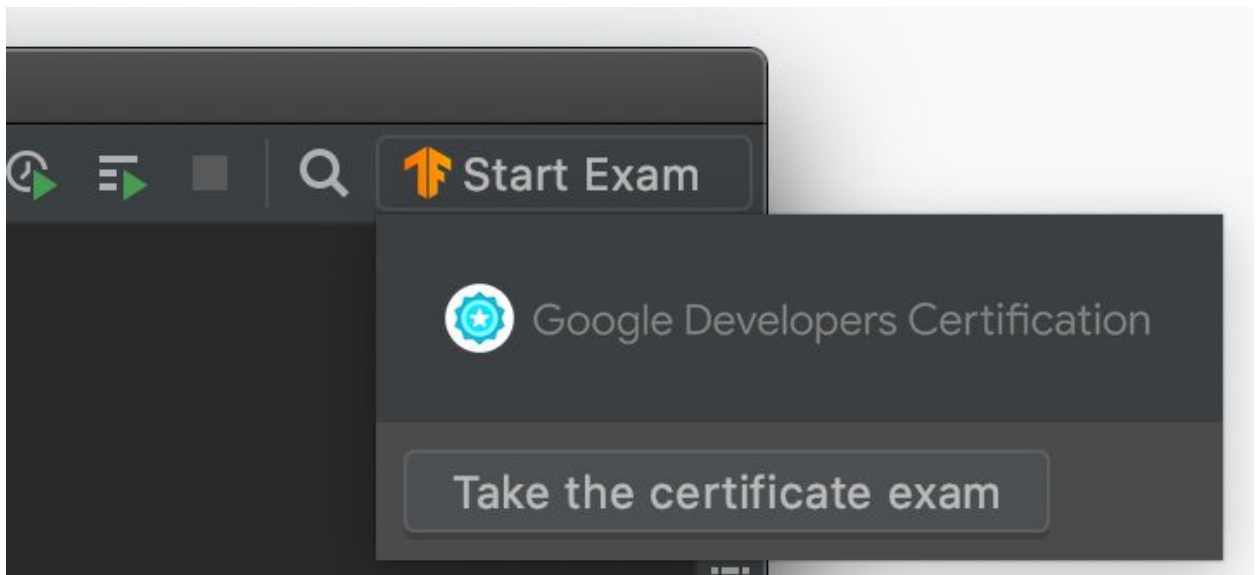 Start Exam
Google Developers Certification
Take the certificate exam